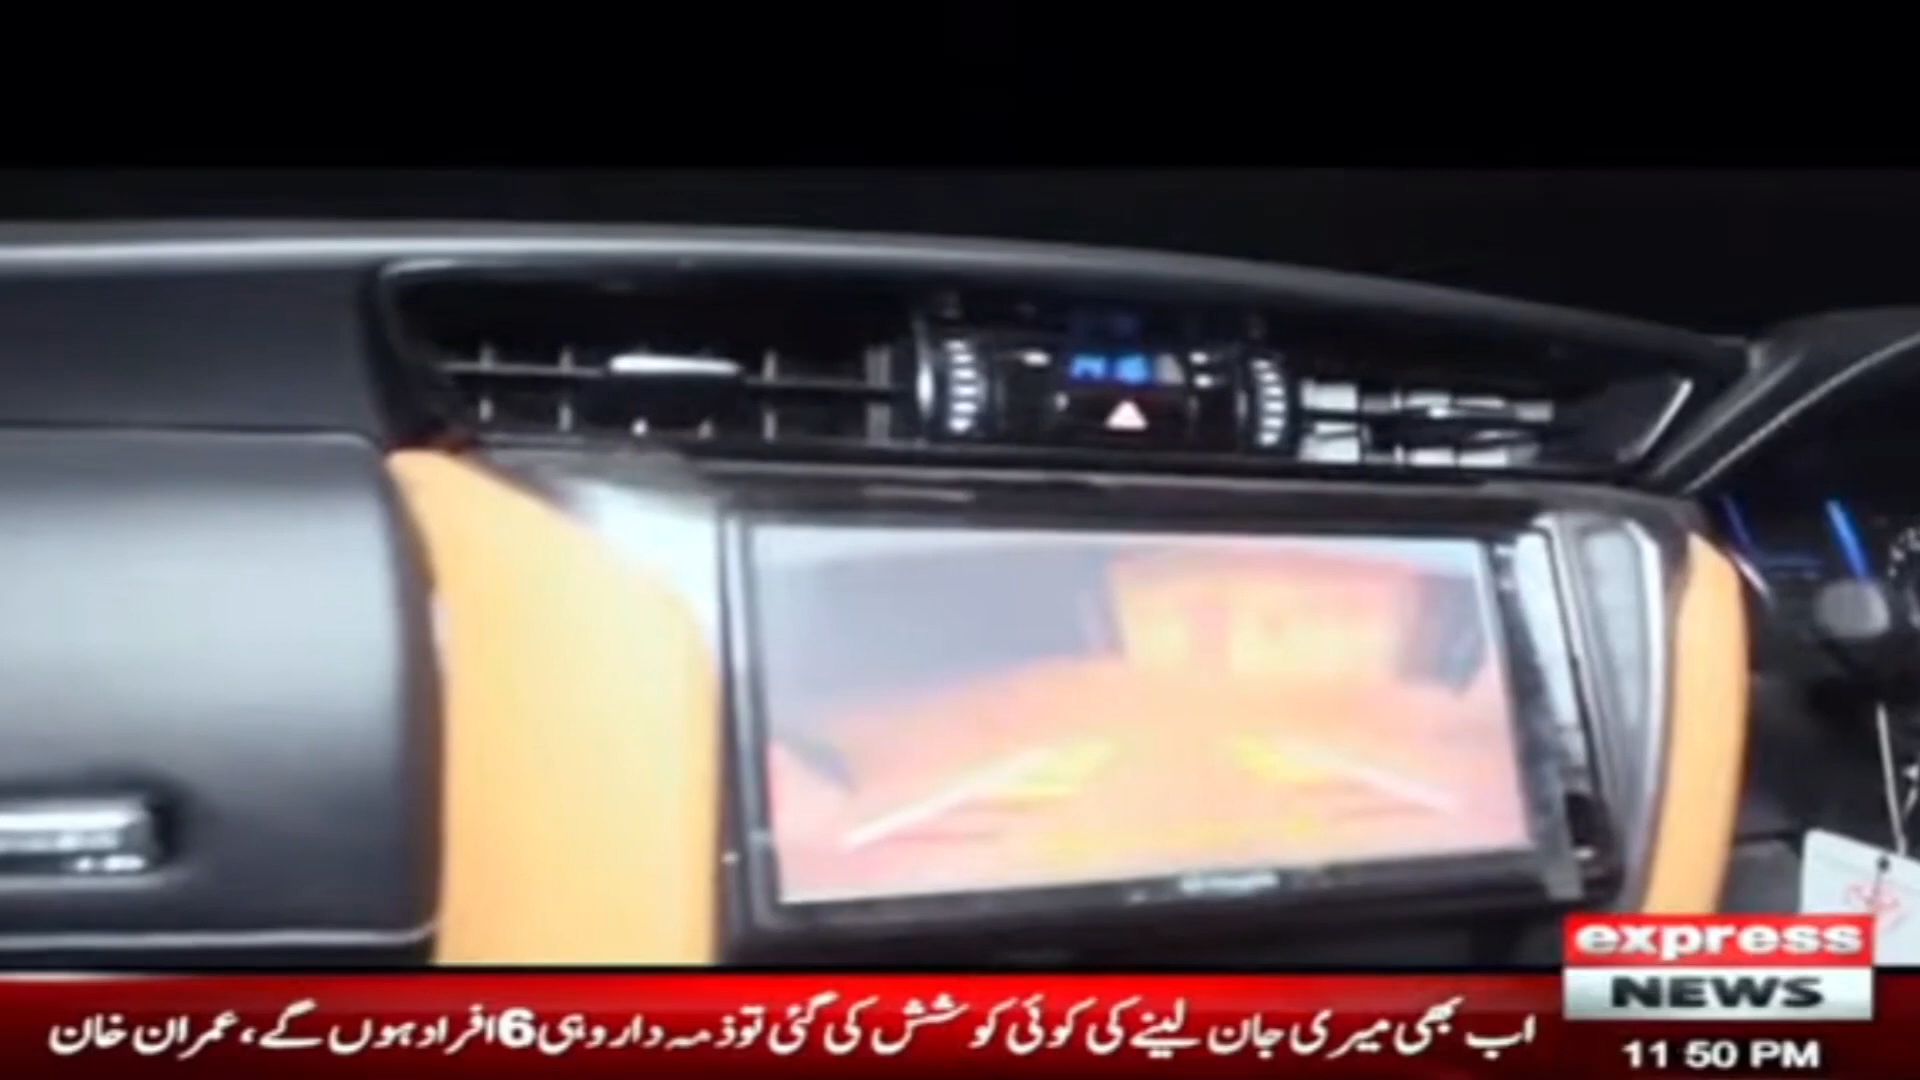 express
NEWS
اب بھی میری جان لینے کی کوئی کوشش کی گئی تو ذمہ دار وہی 6 افراد ہوں گے، عمران خان
11 50 PM